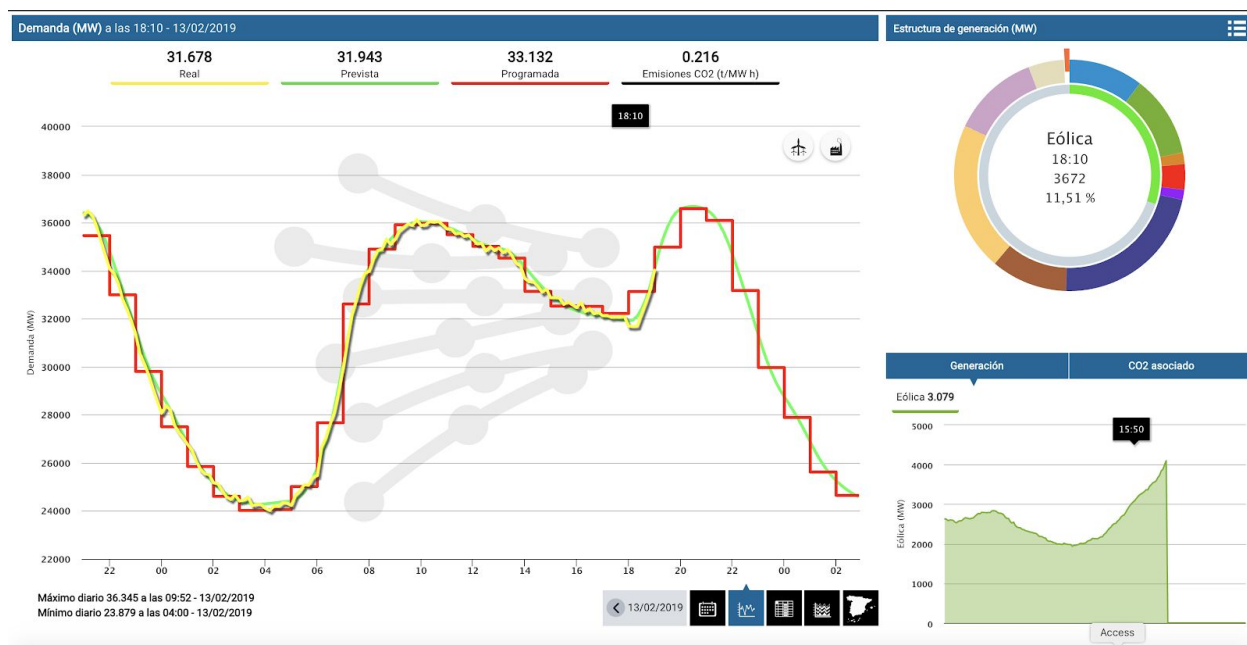 Demanda (MW) a las 18:10 - 13/02/2019
31.678
Real
31.943
Prevista
33.132
Programada
0.216
Emisiones CO2 (t/MW h)
18:10
Demanda (MW)
40000
38000
36000
34000
32000
30000
28000
26000
24000
22000
22 00 02 04 06 08 10 12 14 16 18 20 22 00 02
Máximo diario 36.345 a las 09:52 - 13/02/2019
Mínimo diario 23.879 a las 04:00 - 13/02/2019
13/02/2019
Estructura de generación (MW)
Eólica
18:10
3672
11,51 %
Generación CO2 asociado
Eólica 3.079
15:50
Eólica (MW)
5000
4000
3000
2000
1000
0
18 00 02
Access